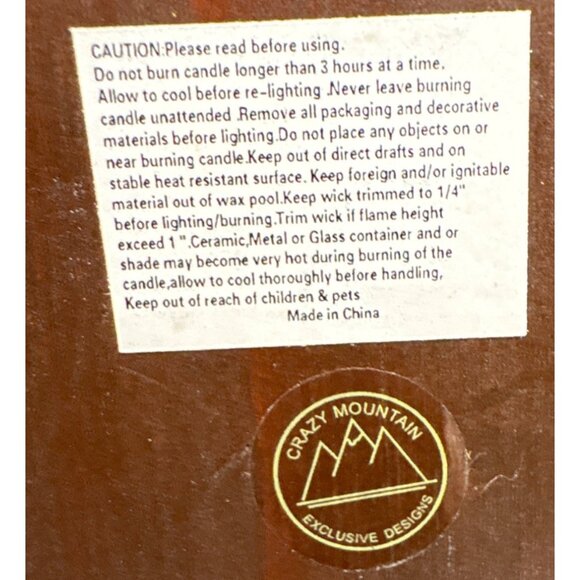 CAUTION:Please read before using.
Do not burn candle longer than 3 hours at a time.
Allow to cool before re-lighting .Never leave burning
candle unattended .Remove all packaging and decorative
materials before lighting.Do not place any objects on or
near burning candle.Keep out of direct drafts and on
stable heat resistant surface. Keep foreign and/or ignitable
material out of wax pool.Keep wick trimmed to 1/4"
before lighting/burning.Trim wick if flame height
exceed 1 ".Ceramic,Metal or Glass container and or
shade may become very hot during burning of the
candle,allow to cool thoroughly before handling,
Keep out of reach of children & pets
Made in China
CRAZY MOUNTAIN
EXCLUSIVE DESIGNS